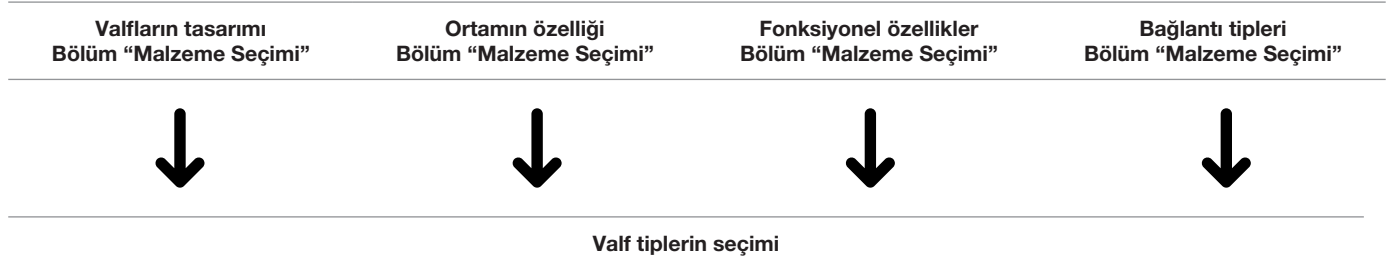 Valfların tasarımı
Bölüm “Malzeme Seçimi”
Ortamın özelliği
Bölüm “Malzeme Seçimi”
Fonksiyonel özellikler
Bölüm “Malzeme Seçimi”
Bağlantı tipleri
Bölüm “Malzeme Seçimi”
Valf tiplerin seçimi